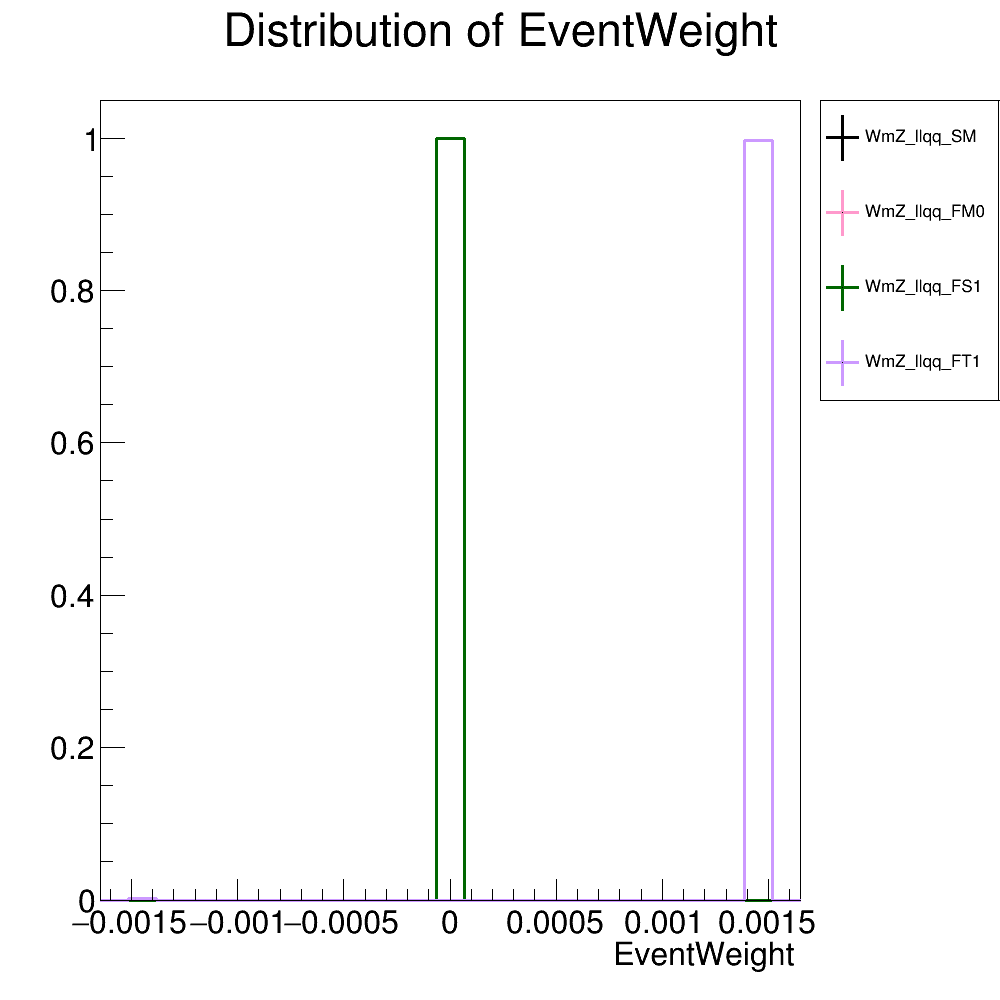 Distribution of EventWeight
1
0.8
0.6
0.4
0.2
0
−0.0015 −0.001 −0.0005 0 0.0005 0.001 0.0015
EventWeight
WmZ_llqq_SM
WmZ_llqq_FM0
WmZ_llqq_FS1
WmZ_llqq_FT1